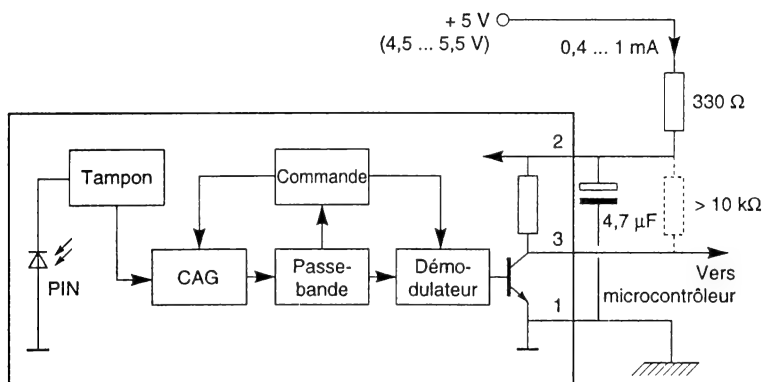 + 5 V
(4,5 ... 5,5 V)
0,4 ... 1 mA
330 Ω
2
Tampon
Commande
4,7 µF
> 10 kΩ
3
PIN
CAG
Passe-
bande
Démo-
dulateur
Vers
microcontrôleur
1